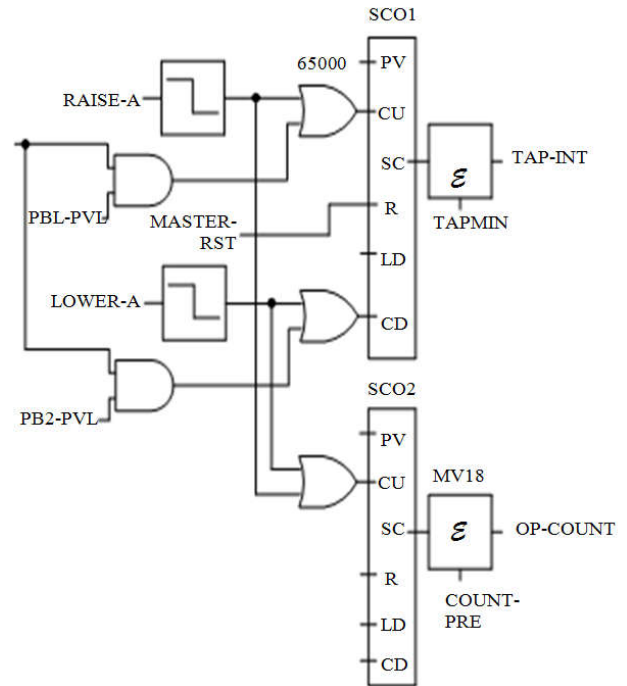 SCO1
65000
PV
RAISE-A
CU
SC
ε
TAP-INT
PBL-PVL
MASTER-
RST
R
TAPMIN
LD
LOWER-A
CD
PB2-PVL
SCO2
PV
CU
MV18
SC
ε
OP-COUNT
R
COUNT-
PRE
LD
CD